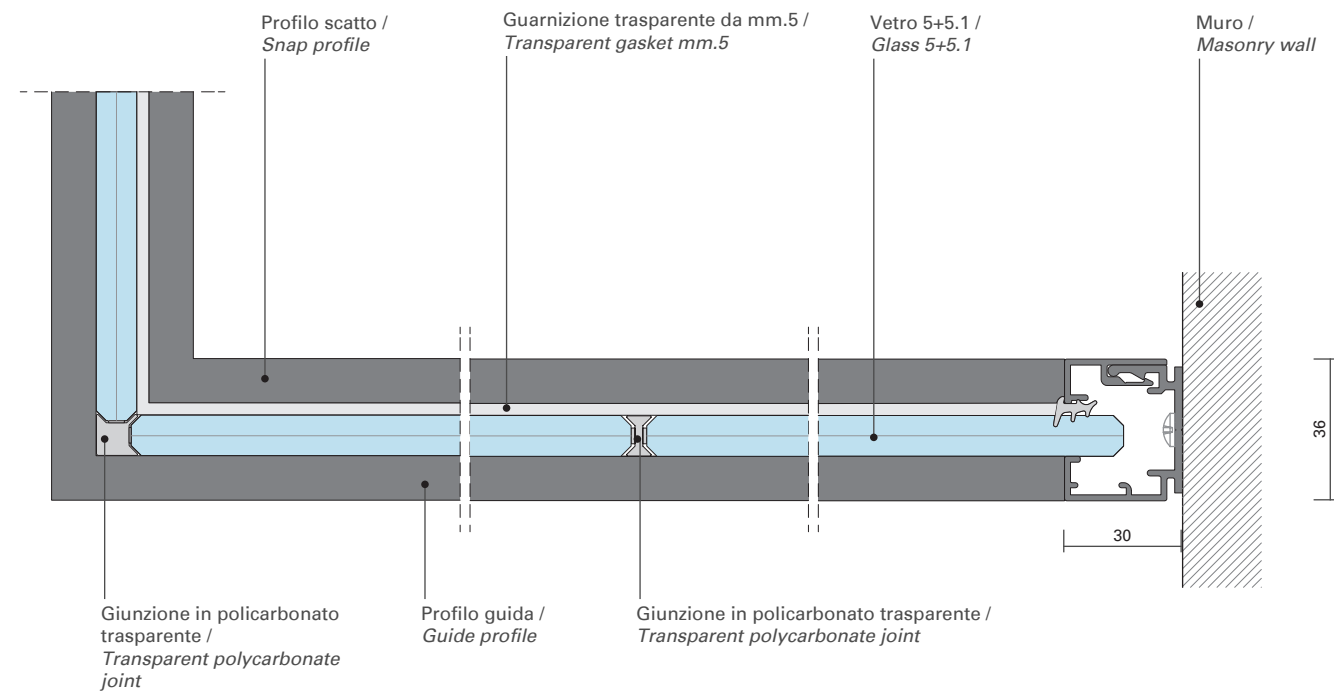 Profilo scatto /
Snap profile
Guarnizione trasparente da mm.5 /
Transparent gasket mm.5
Vetro 5+5.1 /
Glass 5+5.1
Muro /
Masonry wall
36
30
Giunzione in policarbonato
trasparente /
Transparent polycarbonate
joint
Profilo guida /
Guide profile
Giunzione in policarbonato trasparente /
Transparent polycarbonate joint